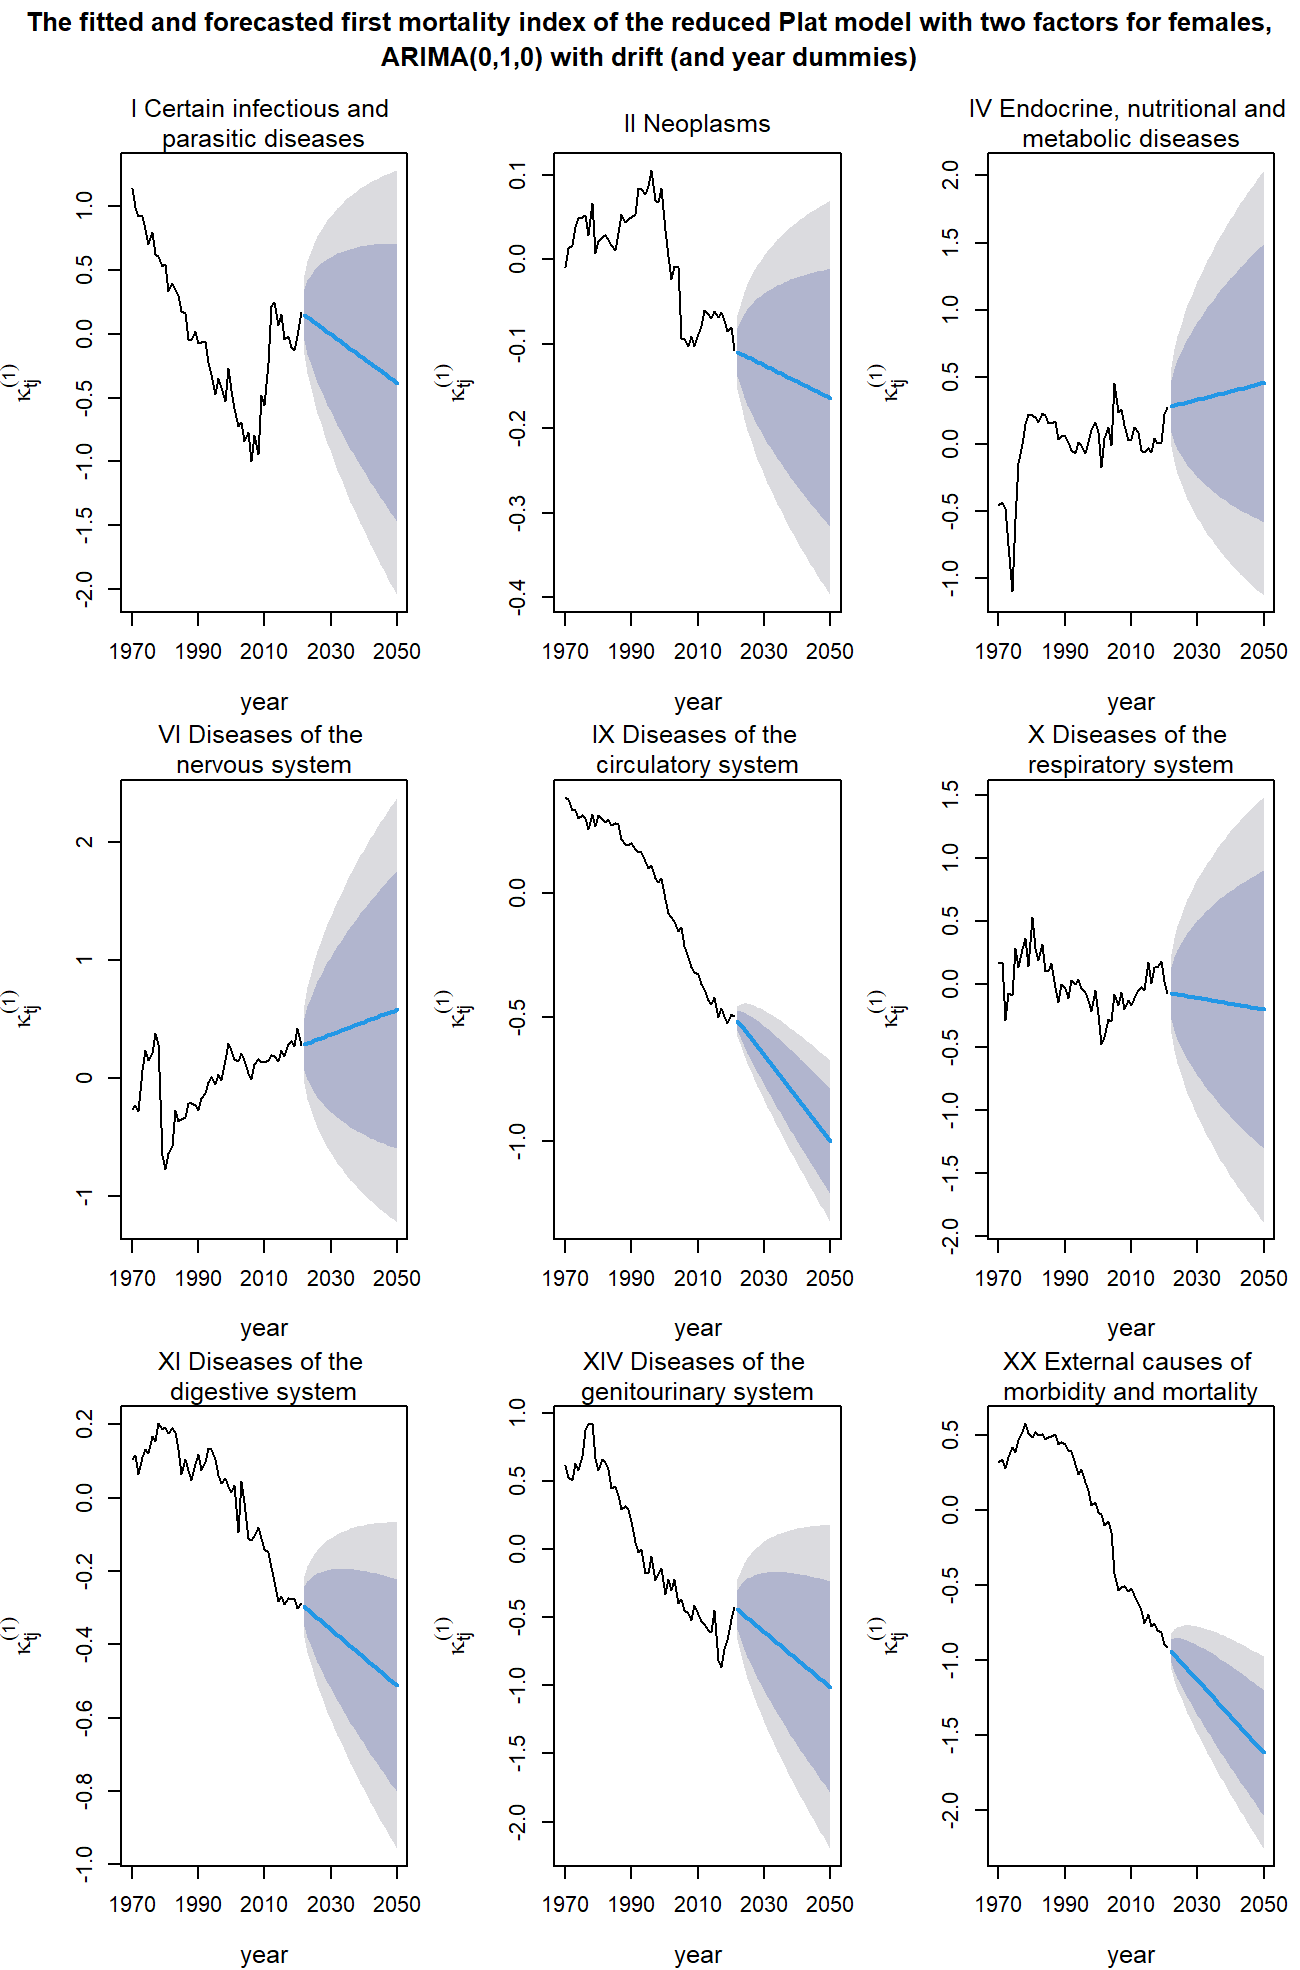 The fitted and forecasted first mortality index of the reduced Plat model with two factors for females,
ARIMA(0,1,0) with drift (and year dummies)
I Certain infectious and
parasitic diseases
κtj(1)
1.0
0.5
0.0
-0.5
-1.0
-1.5
-2.0
1970 1990 2010 2030 2050
year
II Neoplasms
κtj(1)
0.1
0.0
-0.1
-0.2
-0.3
-0.4
1970 1990 2010 2030 2050
year
IV Endocrine, nutritional and
metabolic diseases
κtj(1)
2.0
1.5
1.0
0.5
0.0
-0.5
-1.0
1970 1990 2010 2030 2050
year
VI Diseases of the
nervous system
κtj(1)
2
1
0
-1
1970 1990 2010 2030 2050
year
IX Diseases of the
circulatory system
κtj(1)
0.0
-0.5
-1.0
1970 1990 2010 2030 2050
year
X Diseases of the
respiratory system
κtj(1)
1.5
1.0
0.5
0.0
-0.5
-1.0
-1.5
-2.0
1970 1990 2010 2030 2050
year
XI Diseases of the
digestive system
κtj(1)
0.2
0.0
-0.2
-0.4
-0.6
-0.8
-1.0
1970 1990 2010 2030 2050
year
XIV Diseases of the
genitourinary system
κtj(1)
1.0
0.5
0.0
-0.5
-1.0
-1.5
-2.0
1970 1990 2010 2030 2050
year
XX External causes of
morbidity and mortality
κtj(1)
0.5
0.0
-0.5
-1.0
-1.5
-2.0
1970 1990 2010 2030 2050
year